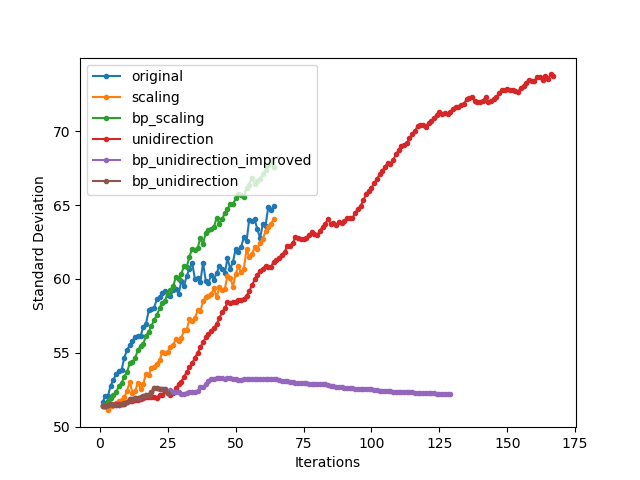 original
scaling
bp_scaling
unidirection
bp_unidirection_improved
bp_unidirection
70
65
60
55
50
Standard Deviation
0 25 50 75 100 125 150 175
Iterations